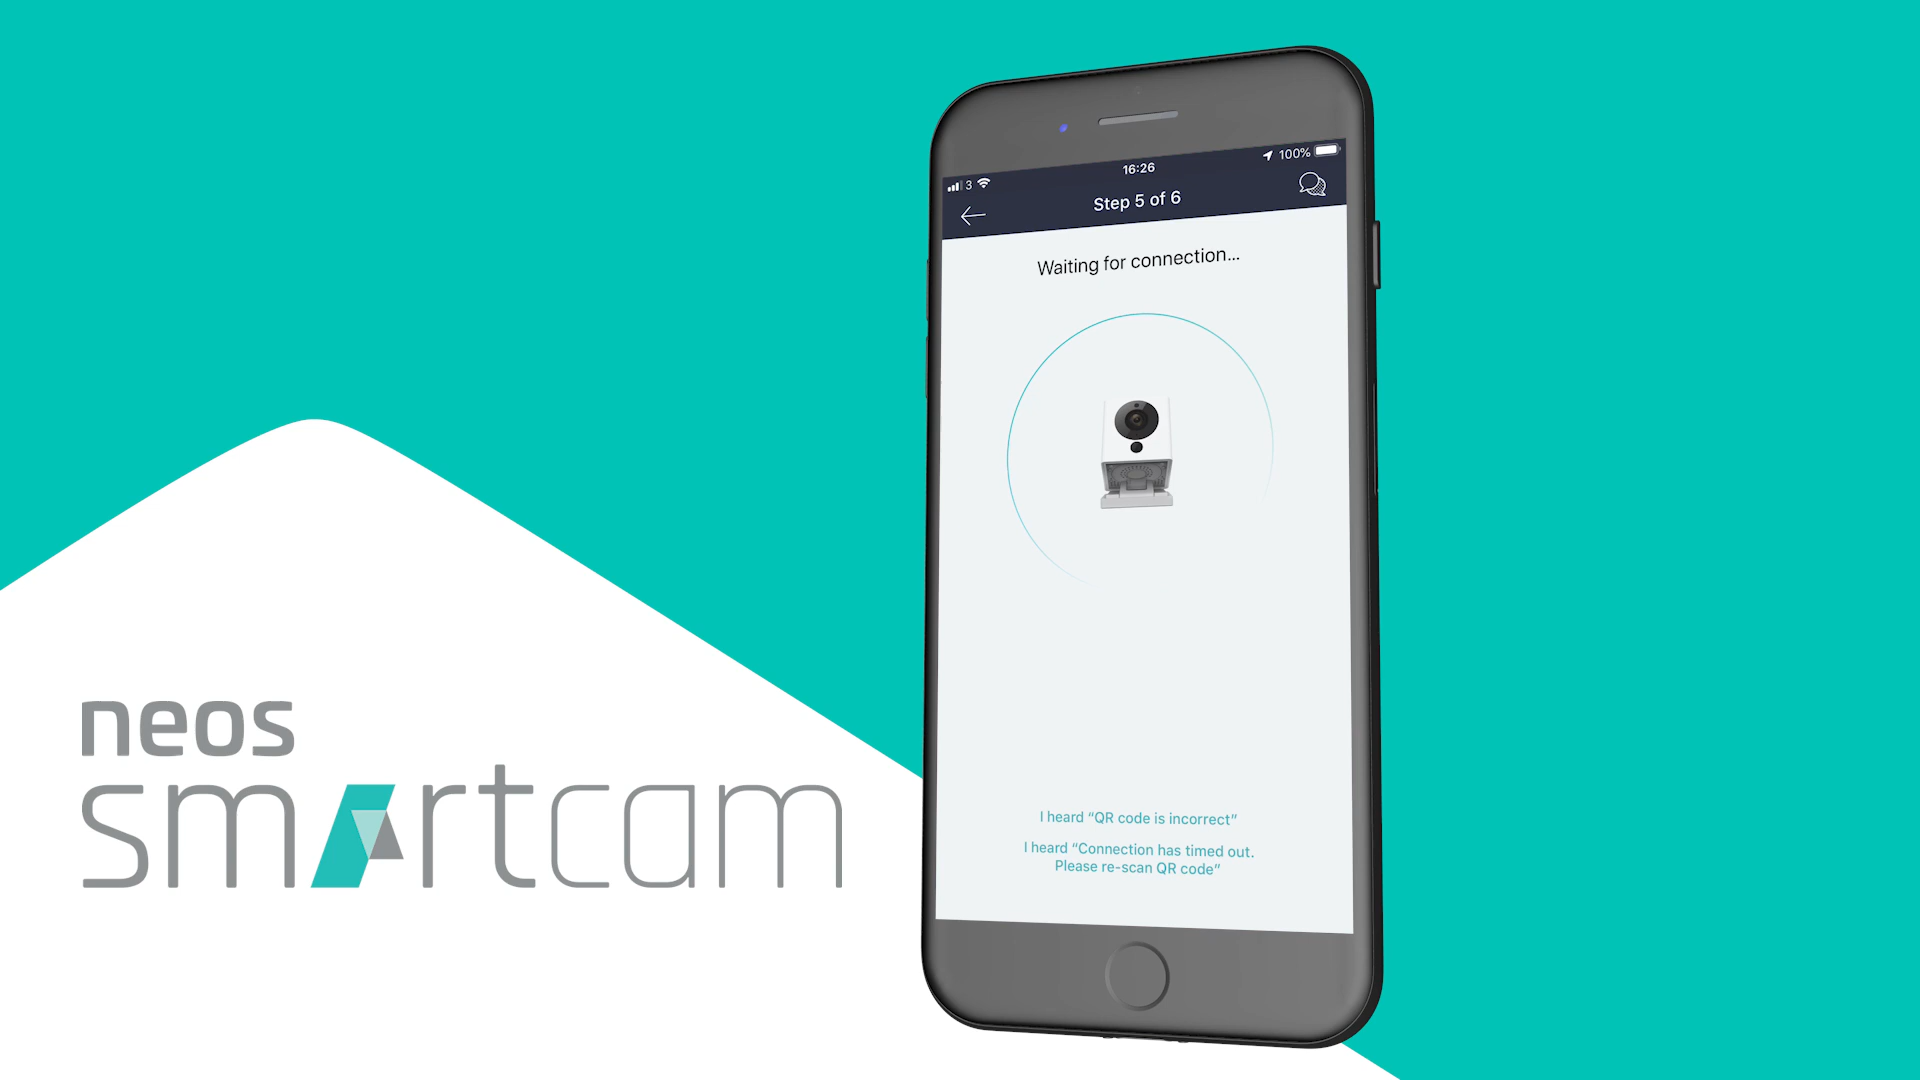 neos
smartcam
3
16:26
100%
Step 5 of 6
Waiting for connection...
I heard “QR code is incorrect”
I heard “Connection has timed out.
Please re-scan QR code”